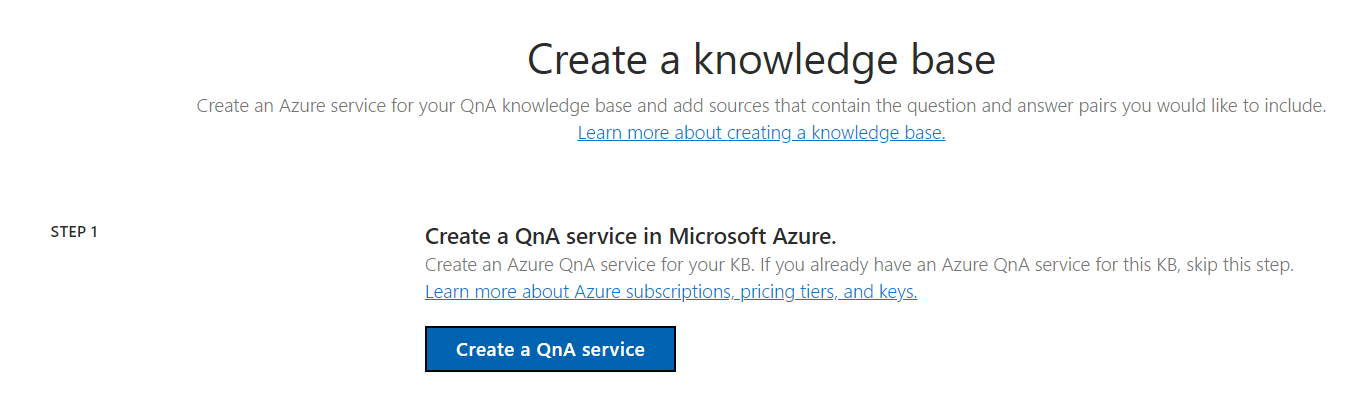 Create a knowledge base
Create an Azure service for your QnA knowledge base and add sources that contain the question and answer pairs you would like to include.
Learn more about creating a knowledge base.
STEP 1
Create a QnA service in Microsoft Azure.
Create an Azure QnA service for your KB. If you already have an Azure QnA service for this KB, skip this step.
Learn more about Azure subscriptions, pricing tiers, and keys.
Create a QnA service